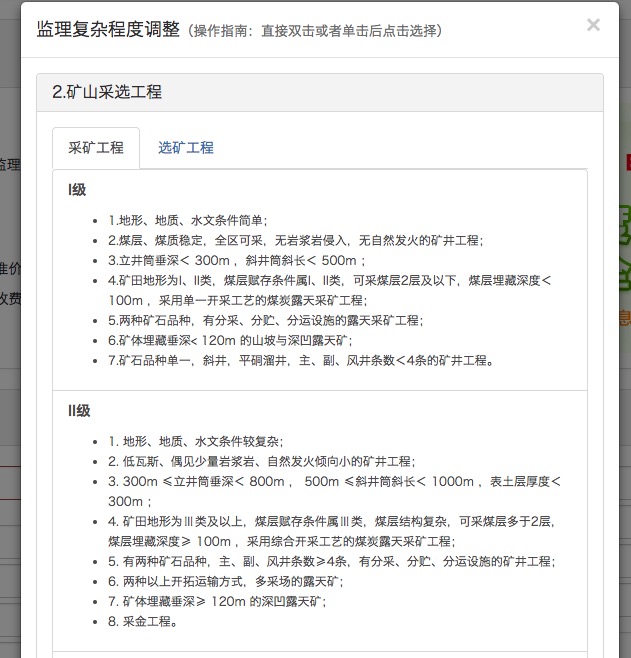 监理复杂程度调整（操作指南：直接双击或者单击后点击选择） ×
2.矿山采选工程
采矿工程 选矿工程
I级
1.地形、地质、水文条件简单；
2.煤层、煤质稳定，全区可采，无岩浆岩侵入，无自然发火的矿井工程；
3.立井筒垂深＜ 300m ，斜井筒斜长＜ 500m ；
4.矿田地形为I、II类，煤层赋存条件属I、II类，可采煤层2层及以下，煤层埋藏深度＜
100m ，采用单一开采工艺的煤炭露天采矿工程；
5.两种矿石品种，有分采、分贮、分运设施的露天采矿工程；
6.矿体埋藏垂深＜120m 的山坡与深凹露天矿；
7.矿石品种单一，斜井，平硐溜井，主、副、风井条数＜4条的矿井工程。
II级
1. 地形、地质、水文条件较复杂；
2. 低瓦斯、偶见少量岩浆岩、自然发火倾向小的矿井工程；
3. 300m ≤立井筒垂深＜ 800m ， 500m ≤斜井筒斜长＜ 1000m ，表土层厚度＜
300m ；
4. 矿田地形为Ⅲ类及以上，煤层赋存条件属Ⅲ类，煤层结构复杂，可采煤层多于2层，
煤层埋藏深度≥ 100m ，采用综合开采工艺的煤炭露天采矿工程；
5. 有两种矿石品种，主、副、风井条数≥4条，有分采、分贮、分运设施的矿井工程；
6. 两种以上开拓运输方式，多采场的露天矿；
7. 矿体埋藏垂深≥ 120m 的深凹露天矿；
8. 采金工程。
监理
准价
收费
息